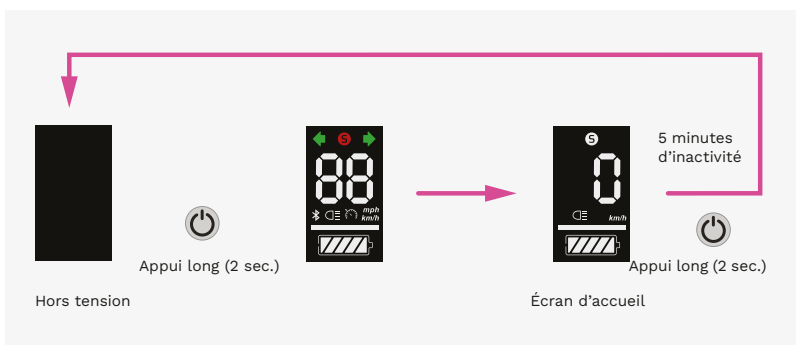 S
88
mph
km/h
S
0
km/h
5 minutes
d’inactivité
Appui long (2 sec.)
Appui long (2 sec.)
Hors tension
Écran d’accueil